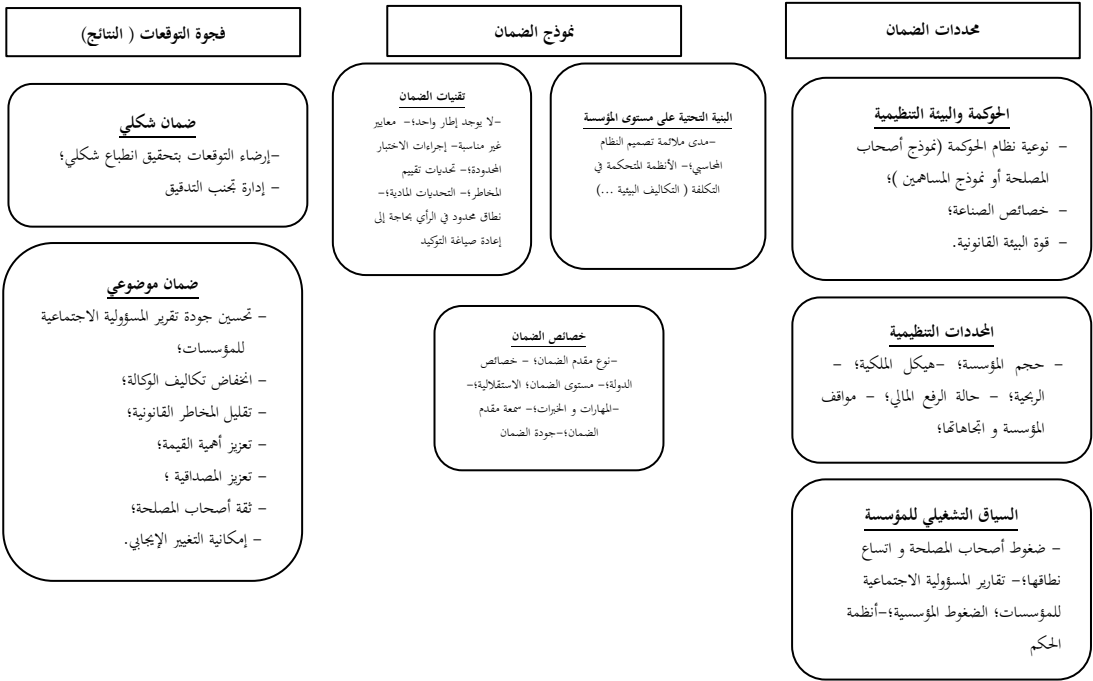 محددات الضمان
الحوكمة والبيئة التنظيمية
- نوعية نظام الحوكمة (نموذج أصحاب
المصلحة أو نموذج المساهمين )؛
- خصائص الصناعة؛
- قوة البيئة القانونية.
المحددات التنظيمية
- حجم المؤسسة؛ -هيكل الملكية؛ -
الربحية؛ - حالة الرفع المالي؛ - مواقف
المؤسسة و اتجاهاتها؛
السياق التشغيلي للمؤسسة
- ضغوط أصحاب المصلحة و اتساع
نطاقها؛- تقارير المسؤولية الاجتماعية
للمؤسسات؛ الضغوط المؤسسية؛-أنظمة
الحكم
نموذج الضمان
البنية التحتية على مستوى المؤسسة
-مدى ملائمة تصميم النظام
المحاسبي؛- الأنظمة المتحكمة في
التكلفة ( التكاليف البيئية ...)
تقنيات الضمان
-لا يوجد إطار واحد؛- معايير
غير مناسبة- إجراءات الاختبار
المحدودة؛- تحديات تقييم
المخاطر؛- التحديات المادية؛-
نطاق محدود في الرأي بحاجة إلى
إعادة صياغة التوكيد
خصائص الضمان
-نوع مقدم الضمان؛ - خصائص
الدولة؛- مستوى الضمان؛ الاستقلالية؛-
-المهارات و الخبرات؛- سمعة مقدم
الضمان؛-جودة الضمان
فجوة التوقعات ( النتائج)
ضمان شكلي
-إرضاء التوقعات بتحقيق انطباع شكلي؛
- إدارة تجنب التدقيق
ضمان موضوعي
- تحسين جودة تقرير المسؤولية الاجتماعية
للمؤسسات؛
- انخفاض تكاليف الوكالة؛
- تقليل المخاطر القانونية؛
- تعزيز أهمية القيمة؛
- تعزيز المصداقية ؛
- ثقة أصحاب المصلحة؛
- إمكانية التغيير الإيجابي.